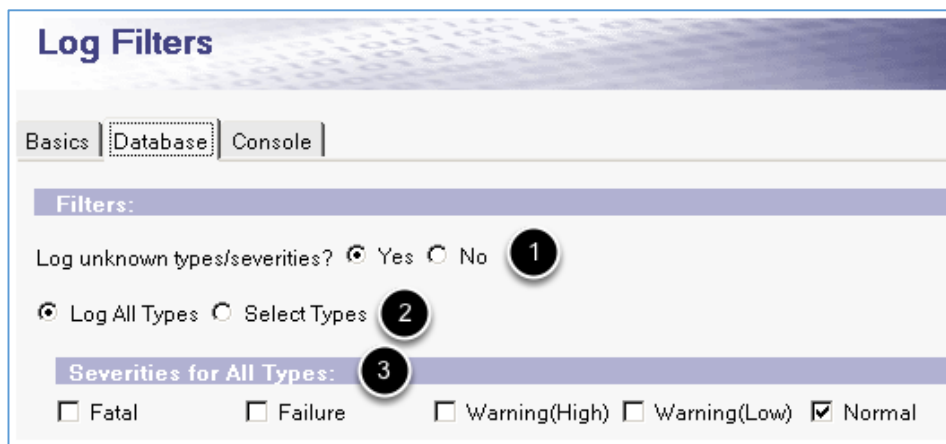 Log Filters
Basics Database Console
Filters:
Log unknown types/severities? Yes No 1
Log All Types Select Types 2
Severities for All Types: 3
Fatal Failure Warning(High) Warning(Low) Normal